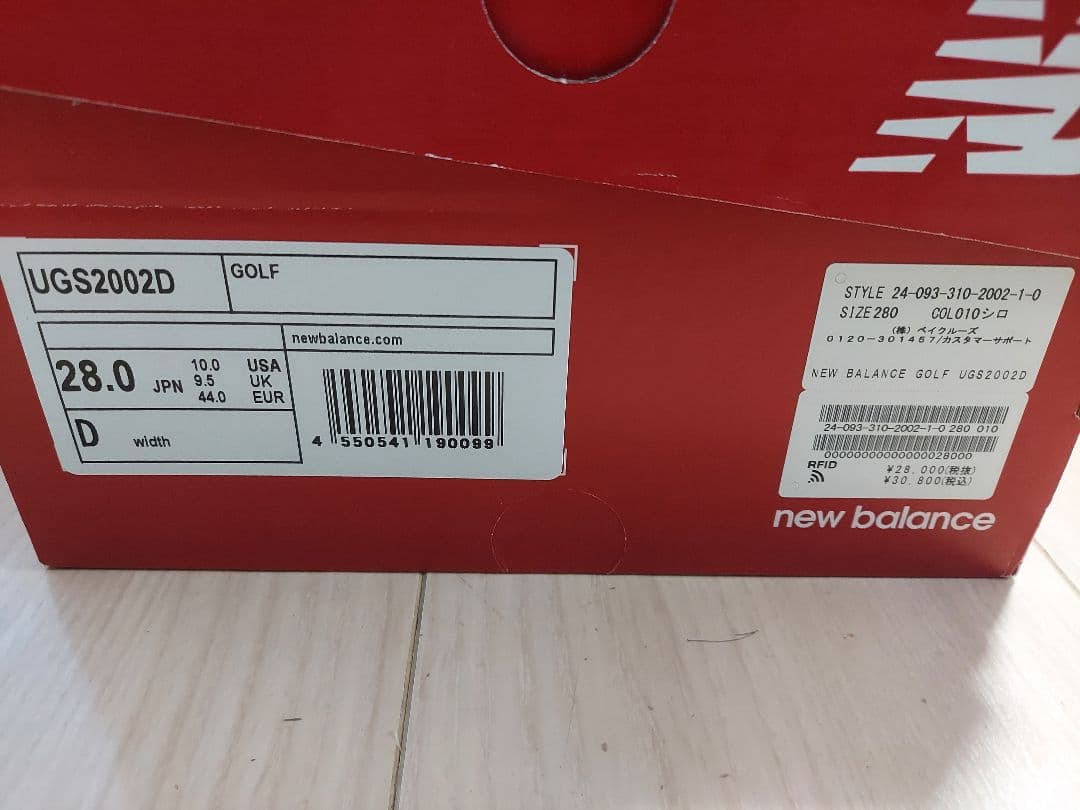 UGS2002D
GOLF
newbalance.com
28.0 JPN
10.0 USA
9.5 UK
44.0 EUR
D width
4 550541 190099
STYLE 24-093-310-2002-1-0
SIZE 280 COL010シロ
(株) ベイクルーズ
0120-301457/カスタマーサポート
NEW BALANCE GOLF UGS2002D
24-093-310-2002-1-0 280 010
00000000000000028000
RFID
¥28,000(税抜)
¥30,800(税込)
new balance